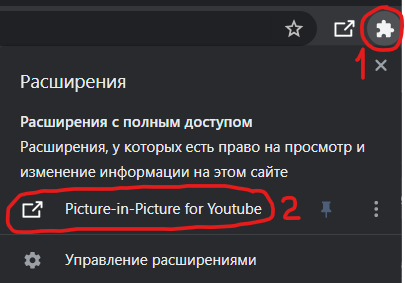 1
Расширения
Расширения с полным доступом
Расширения, у которых есть право на просмотр и
изменение информации на этом сайте
Picture-in-Picture for Youtube 2
Управление расширениями